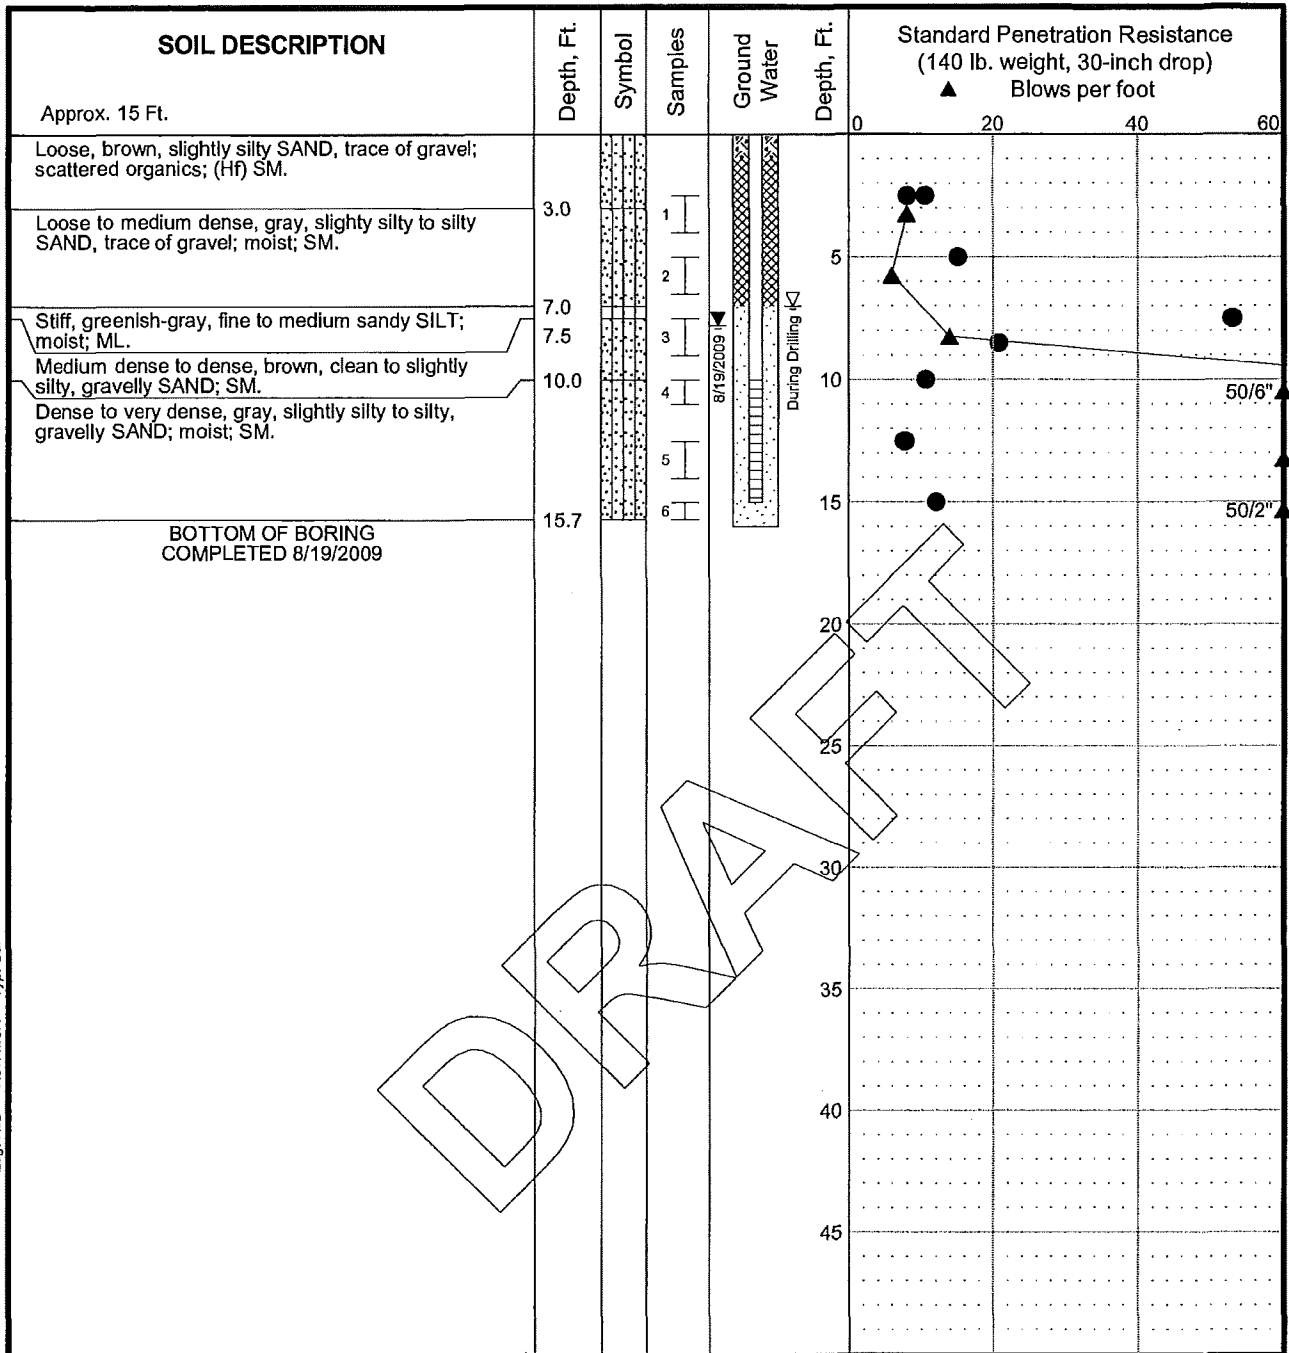 SOIL DESCRIPTION
Approx. 15 Ft.
Depth, Ft.
Symbol
Samples
Ground
Water
Depth, Ft.
Standard Penetration Resistance
(140 lb. weight, 30-inch drop)
▲ Blows per foot
0 20 40 60
Loose, brown, slightly silty SAND, trace of gravel;
scattered organics; (Hf) SM.
3.0
Loose to medium dense, gray, slighty silty to silty
SAND, trace of gravel; moist; SM.
7.0
Stiff, greenish-gray, fine to medium sandy SILT;
moist; ML.
7.5
Medium dense to dense, brown, clean to slightly
silty, gravelly SAND; SM.
10.0
Dense to very dense, gray, slightly silty to silty,
gravelly SAND; moist; SM.
15.7
BOTTOM OF BORING
COMPLETED 8/19/2009
1
2
3
4
5
6
8/19/2009
During Drilling
5
10
15
20
25
30
35
40
45
50/6"
50/2"
DRAFT